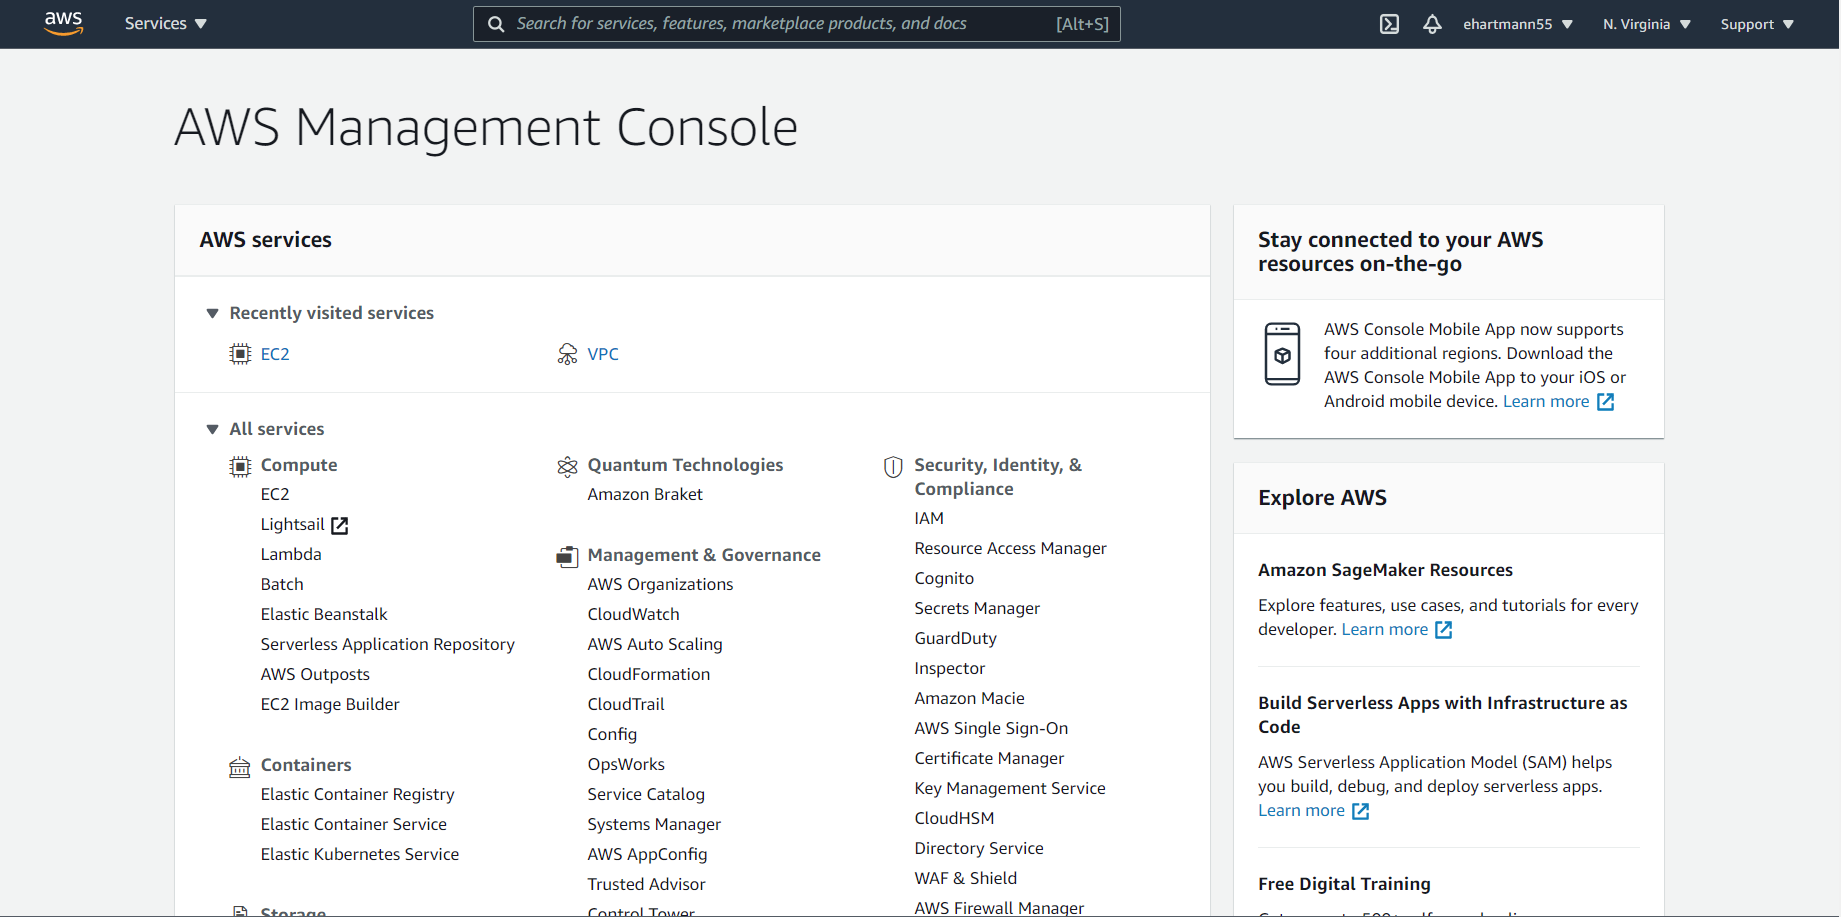 aws
Services
Search for services, features, marketplace products, and docs
[Alt+S]
ehartmann55
N. Virginia
Support
AWS Management Console
AWS services
Recently visited services
EC2
VPC
All services
Compute
EC2
Lightsail
Lambda
Batch
Elastic Beanstalk
Serverless Application Repository
AWS Outposts
EC2 Image Builder
Containers
Elastic Container Registry
Elastic Container Service
Elastic Kubernetes Service
Storage
Quantum Technologies
Amazon Braket
Management & Governance
AWS Organizations
CloudWatch
AWS Auto Scaling
CloudFormation
CloudTrail
Config
OpsWorks
Service Catalog
Systems Manager
AWS AppConfig
Trusted Advisor
Control Tower
Security, Identity, &
Compliance
IAM
Resource Access Manager
Cognito
Secrets Manager
GuardDuty
Inspector
Amazon Macie
AWS Single Sign-On
Certificate Manager
Key Management Service
CloudHSM
Directory Service
WAF & Shield
AWS Firewall Manager
Stay connected to your AWS
resources on-the-go
AWS Console Mobile App now supports
four additional regions. Download the
AWS Console Mobile App to your iOS or
Android mobile device. Learn more
Explore AWS
Amazon SageMaker Resources
Explore features, use cases, and tutorials for every
developer. Learn more
Build Serverless Apps with Infrastructure as
Code
AWS Serverless Application Model (SAM) helps
you build, debug, and deploy serverless apps.
Learn more
Free Digital Training